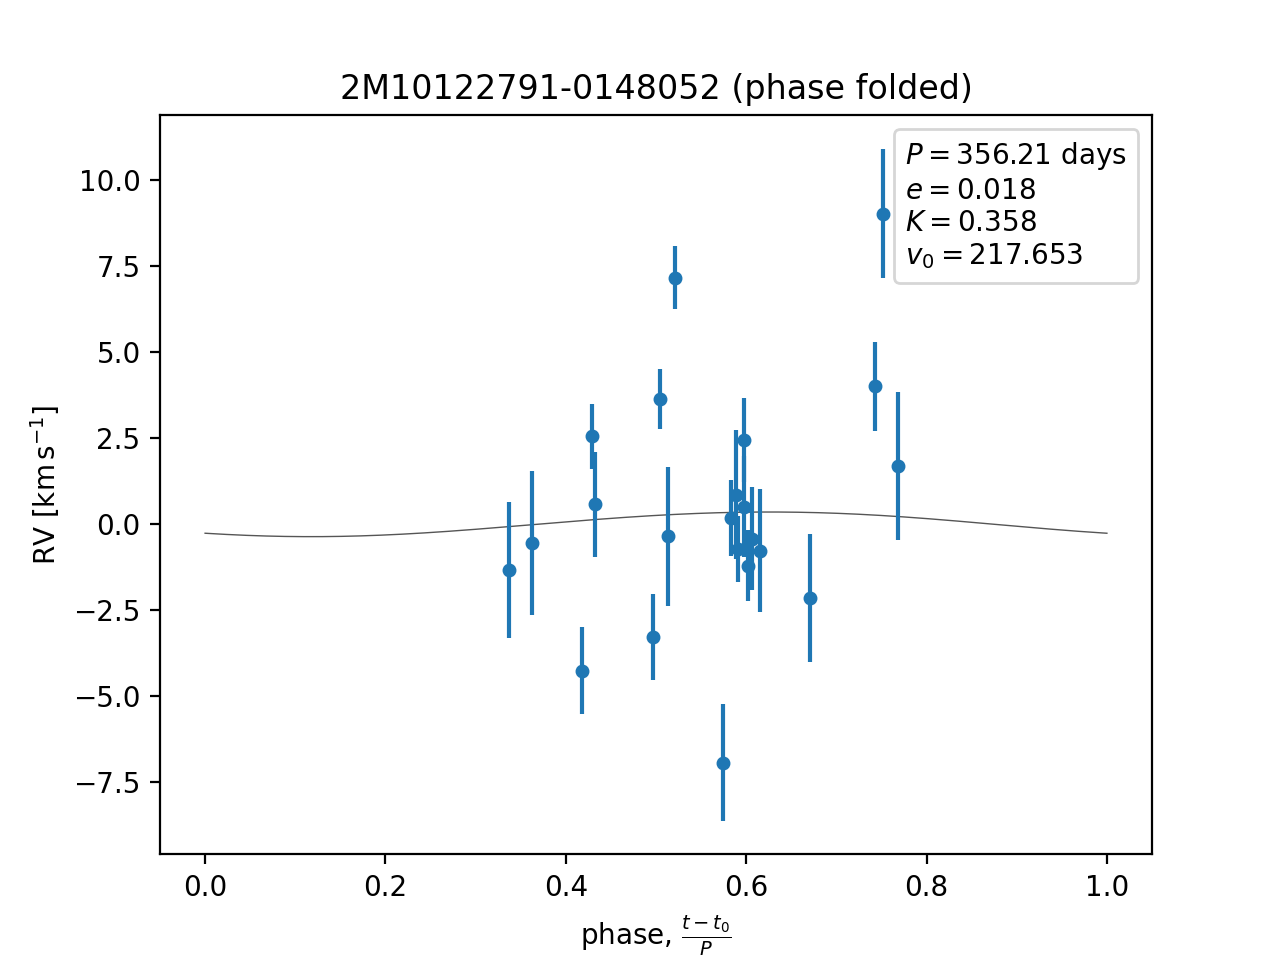 2M10122791-0148052 (phase folded)
P = 356.21 days
e = 0.018
K = 0.358
v₀ = 217.653
10.0
7.5
5.0
2.5
0.0
−2.5
−5.0
−7.5
RV [km s⁻¹]
0.0 0.2 0.4 0.6 0.8 1.0
phase, (t − t₀)/P